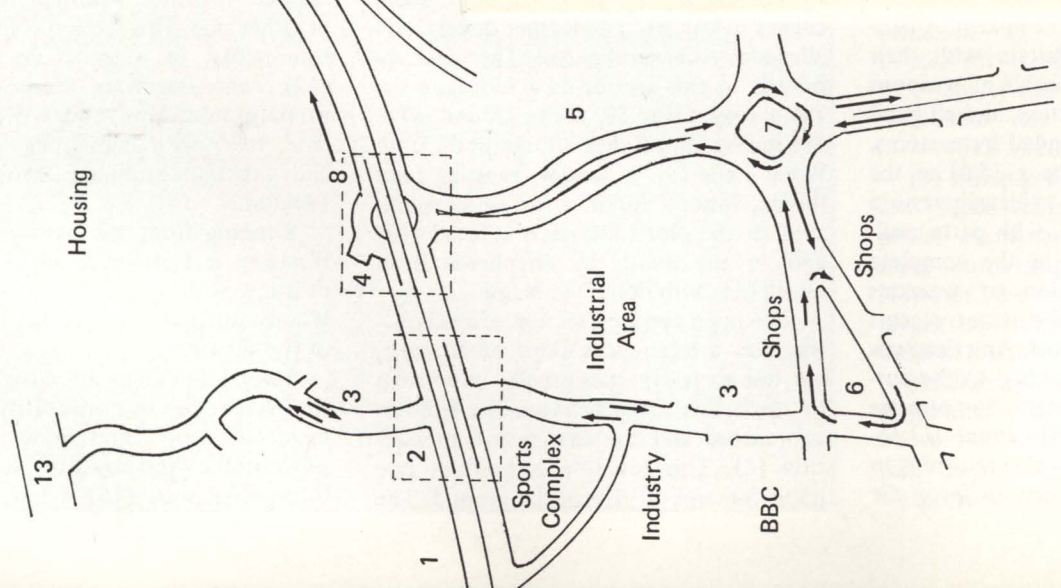 13
Housing
8
3
4
2
1
Sports
Complex
5
Industrial
Area
Industry
3
BBC
Shops
7
6
Shops